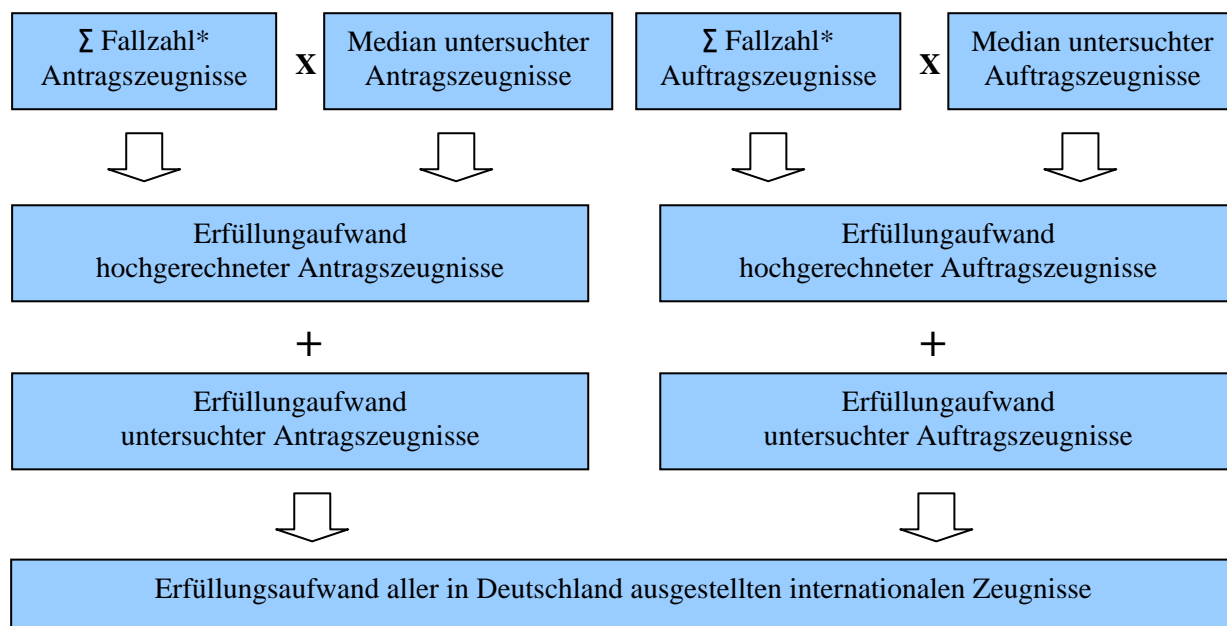 Σ Fallzahl*
Antragszeugnisse
X
Median untersuchter
Antragszeugnisse
Σ Fallzahl*
Auftragszeugnisse
X
Median untersuchter
Auftragszeugnisse
Erfüllungaufwand
hochgerechneter Antragszeugnisse
Erfüllungaufwand
hochgerechneter Auftragszeugnisse
+
+
Erfüllungaufwand
untersuchter Antragszeugnisse
Erfüllungaufwand
untersuchter Auftragszeugnisse
Erfüllungsaufwand aller in Deutschland ausgestellten internationalen Zeugnisse